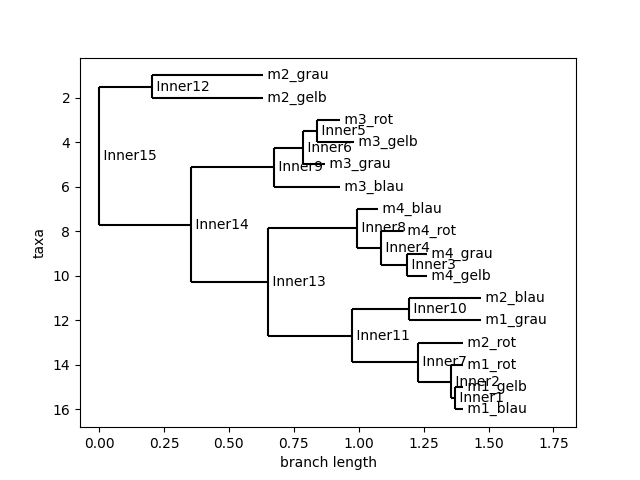 m2_grau
Inner12
m2_gelb
m3_rot
Inner5
m3_gelb
Inner6
Inner9
m3_grau
Inner15
m3_blau
m4_blau
Inner14
Inner8
m4_rot
Inner4
m4_grau
Inner3
m4_gelb
Inner13
m2_blau
Inner10
m1_grau
Inner11
m2_rot
Inner7
m1_rot
Inner2
m1_gelb
Inner1
m1_blau
2
4
6
8
10
12
14
16
taxa
0.00 0.25 0.50 0.75 1.00 1.25 1.50 1.75
branch length